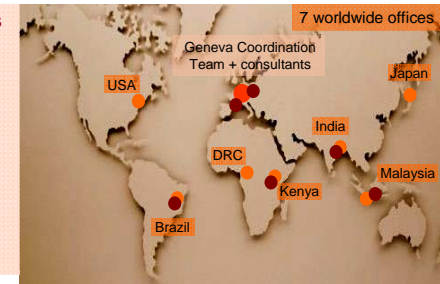 7 worldwide offices
Geneva Coordination
Team + consultants
Japan
USA
India
DRC
Malaysia
Kenya
Brazil